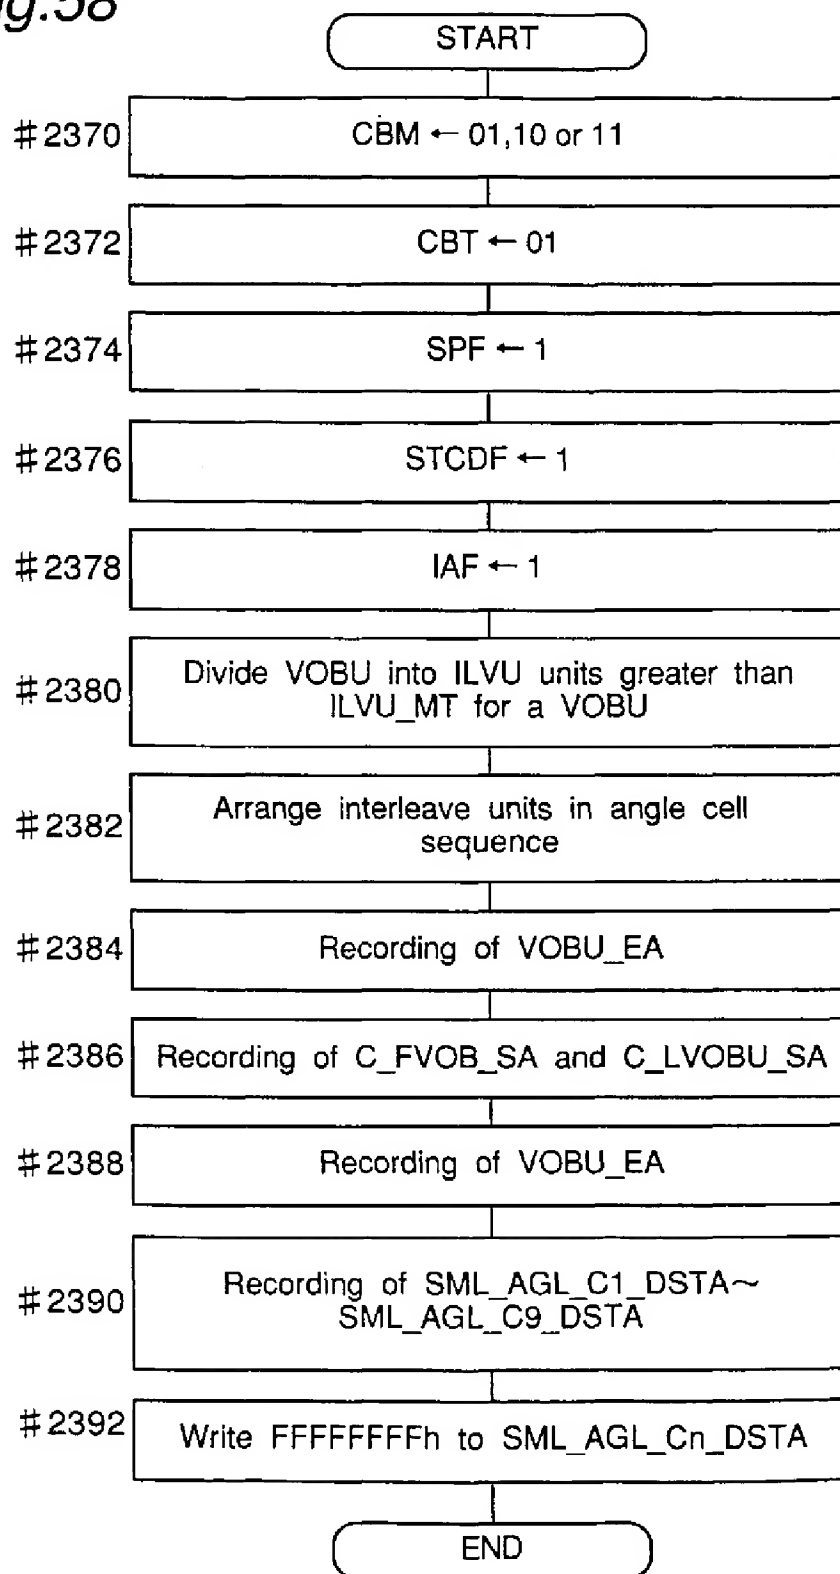 ig.58
START
#2370
CBM ← 01,10 or 11
#2372
CBT ← 01
#2374
SPF ← 1
#2376
STCDF ← 1
#2378
IAF ← 1
#2380
Divide VOBU into ILVU units greater than
ILVU_MT for a VOBU
#2382
Arrange interleave units in angle cell
sequence
#2384
Recording of VOBU_EA
#2386
Recording of C_FVOB_SA and C_LVOBU_SA
#2388
Recording of VOBU_EA
#2390
Recording of SML_AGL_C1_DSTA~
SML_AGL_C9_DSTA
#2392
Write FFFFFFFFh to SML_AGL_Cn_DSTA
END